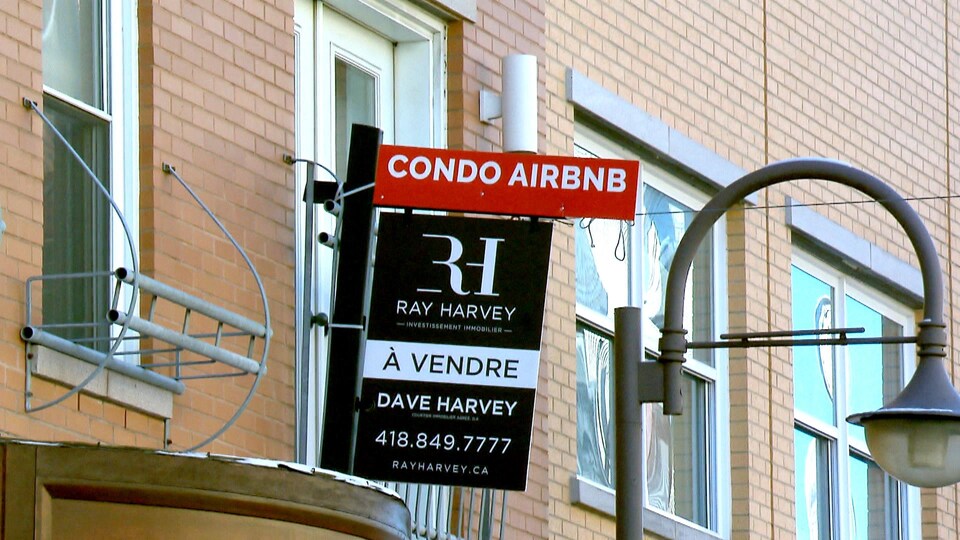 CONDO AIRBNB
RH
RAY HARVEY
INVESTISSEMENT IMMOBILIER
À VENDRE
DAVE HARVEY
418.849.7777
RAYHARVEY.CA